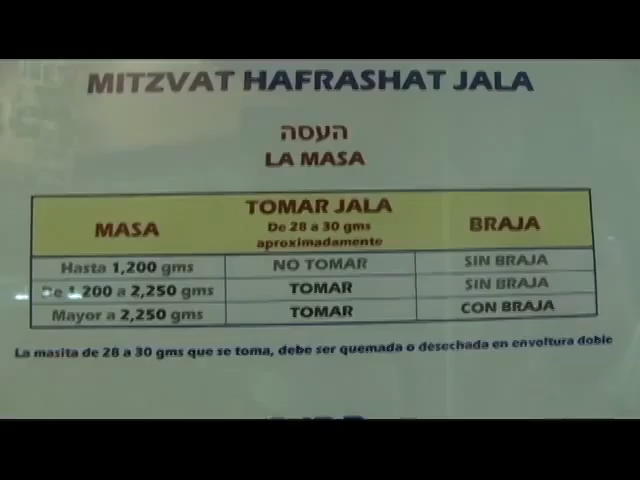 MITZVAT HAFRASHAT JALA
העסה
LA MASA
MASA
TOMAR JALA
De 28 a 30 gms
aproximadamente
BRAJA
Hasta 1,200 gms NO TOMAR SIN BRAJA
De 1,200 a 2,250 gms TOMAR SIN BRAJA
Mayor a 2,250 gms TOMAR CON BRAJA
La masita de 28 a 30 gms que se toma, debe ser quemada o desechada en envoltura doble